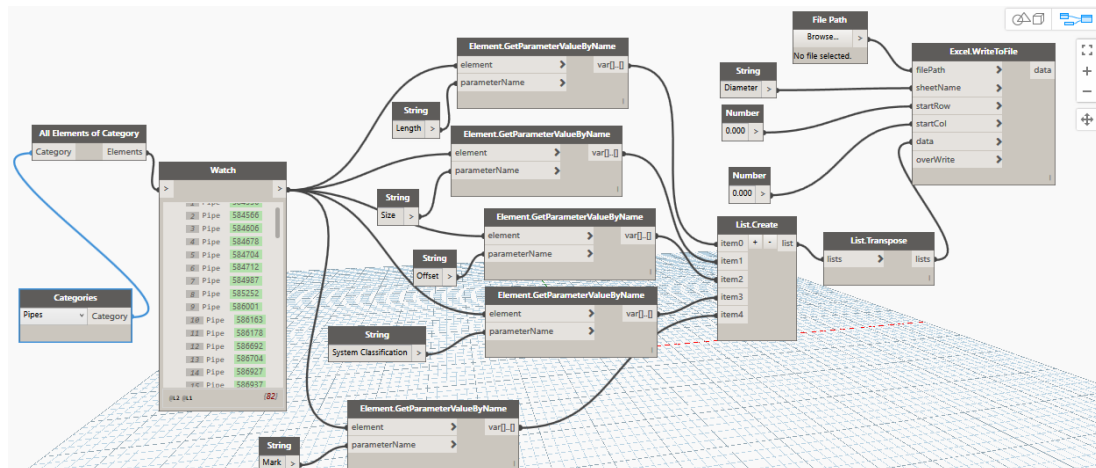 All Elements of Category
Category Elements
Categories
Pipes Category
Watch
> >
2 Pipe 584566
3 Pipe 584606
4 Pipe 584678
5 Pipe 584704
6 Pipe 584712
7 Pipe 584987
8 Pipe 585252
9 Pipe 586001
10 Pipe 586163
11 Pipe 586178
12 Pipe 586692
13 Pipe 586704
14 Pipe 586927
15 Pipe 586937
@L2 @L1 {82}
Element.GetParameterValueByName
element > var[]..[]
parameterName >
String
Length >
Element.GetParameterValueByName
element > var[]..[]
parameterName >
String
Size >
Element.GetParameterValueByName
element > var[]..[]
parameterName >
String
Offset >
Element.GetParameterValueByName
element > var[]..[]
parameterName >
String
System Classification >
Element.GetParameterValueByName
element > var[]..[]
parameterName >
String
Mark >
List.Create
item0 + - list
item1
item2
item3
item4
List.Transpose
lists > lists
File Path
Browse... >
No file selected.
String
Diameter >
Number
0.000 >
Number
0.000 >
Excel.WriteToFile
filePath > data
sheetName >
startRow >
startCol >
data >
overWrite >